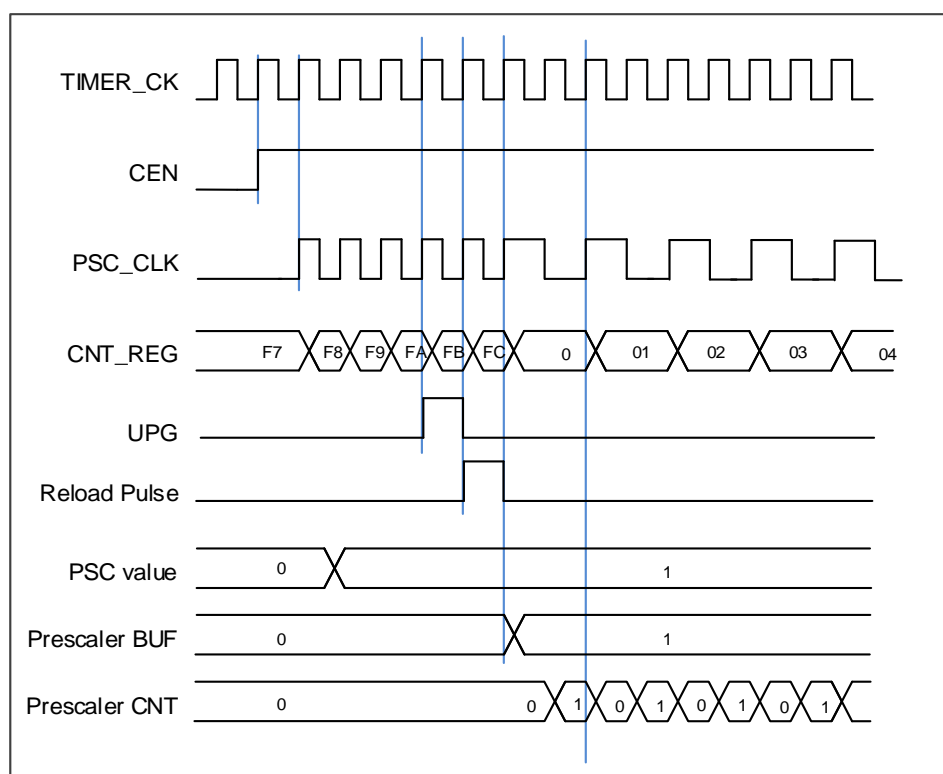 TIMER_CK
CEN
PSC_CLK
CNT_REG F7 F8 F9 FA FB FC 0 01 02 03 04
UPG
Reload Pulse
PSC value 0 1
Prescaler BUF 0 1
Prescaler CNT 0 0 1 0 1 0 1 0 1